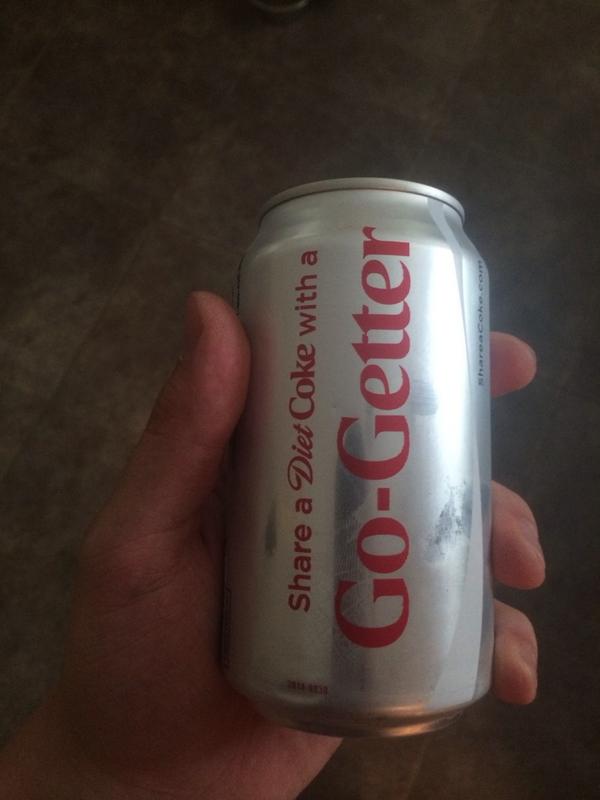 Share a Diet Coke with a
Go-Getter
ShareaCoke.com